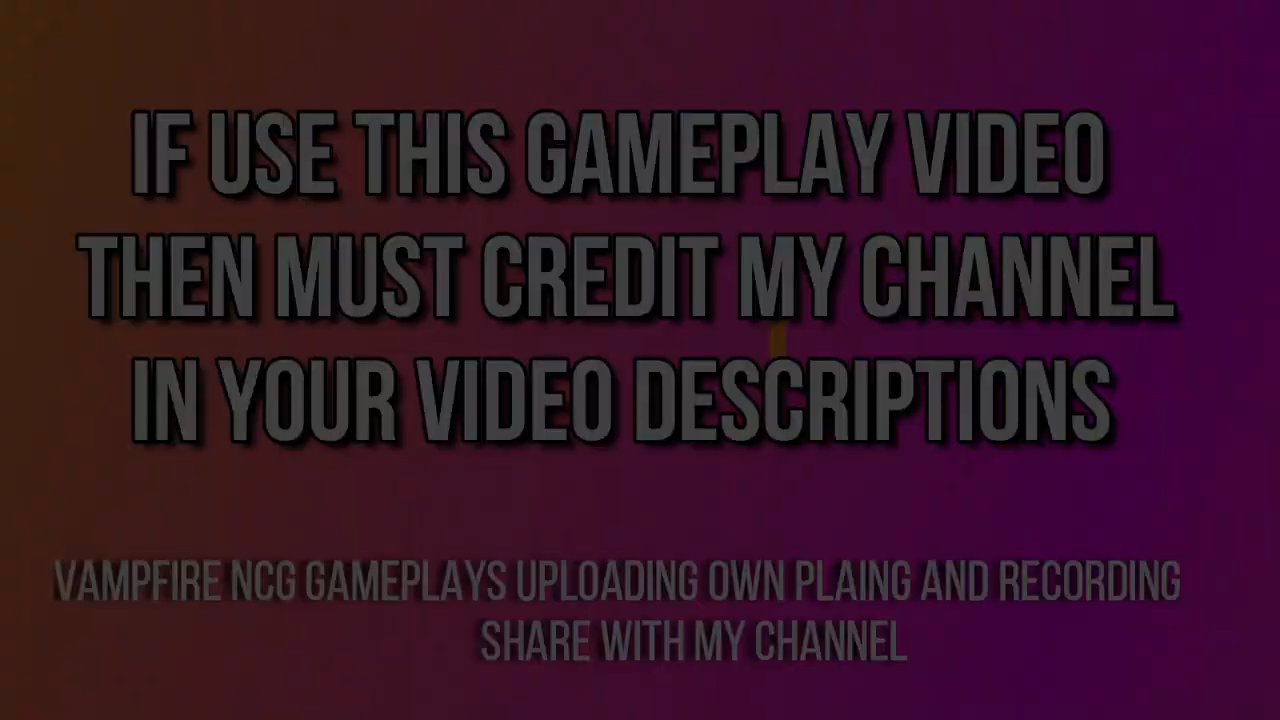 IF USE THIS GAMEPLAY VIDEO
THEN MUST CREDIT MY CHANNEL
IN YOUR VIDEO DESCRIPTIONS
VAMPFIRE NCG GAMEPLAYS UPLOADING OWN PLAING AND RECORDING
SHARE WITH MY CHANNEL